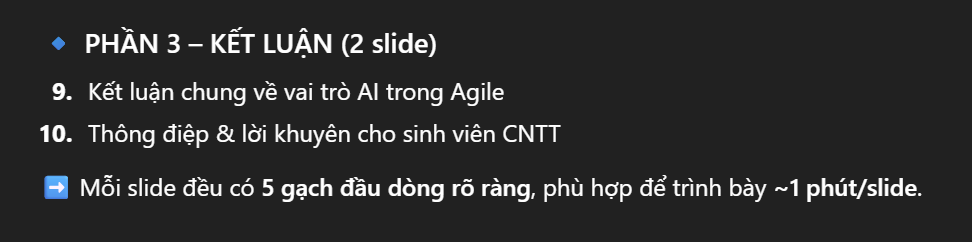 🔹 PHẦN 3 – KẾT LUẬN (2 slide)
9. Kết luận chung về vai trò AI trong Agile
10. Thông điệp & lời khuyên cho sinh viên CNTT
➡️ Mỗi slide đều có 5 gạch đầu dòng rõ ràng, phù hợp để trình bày ~1 phút/slide.